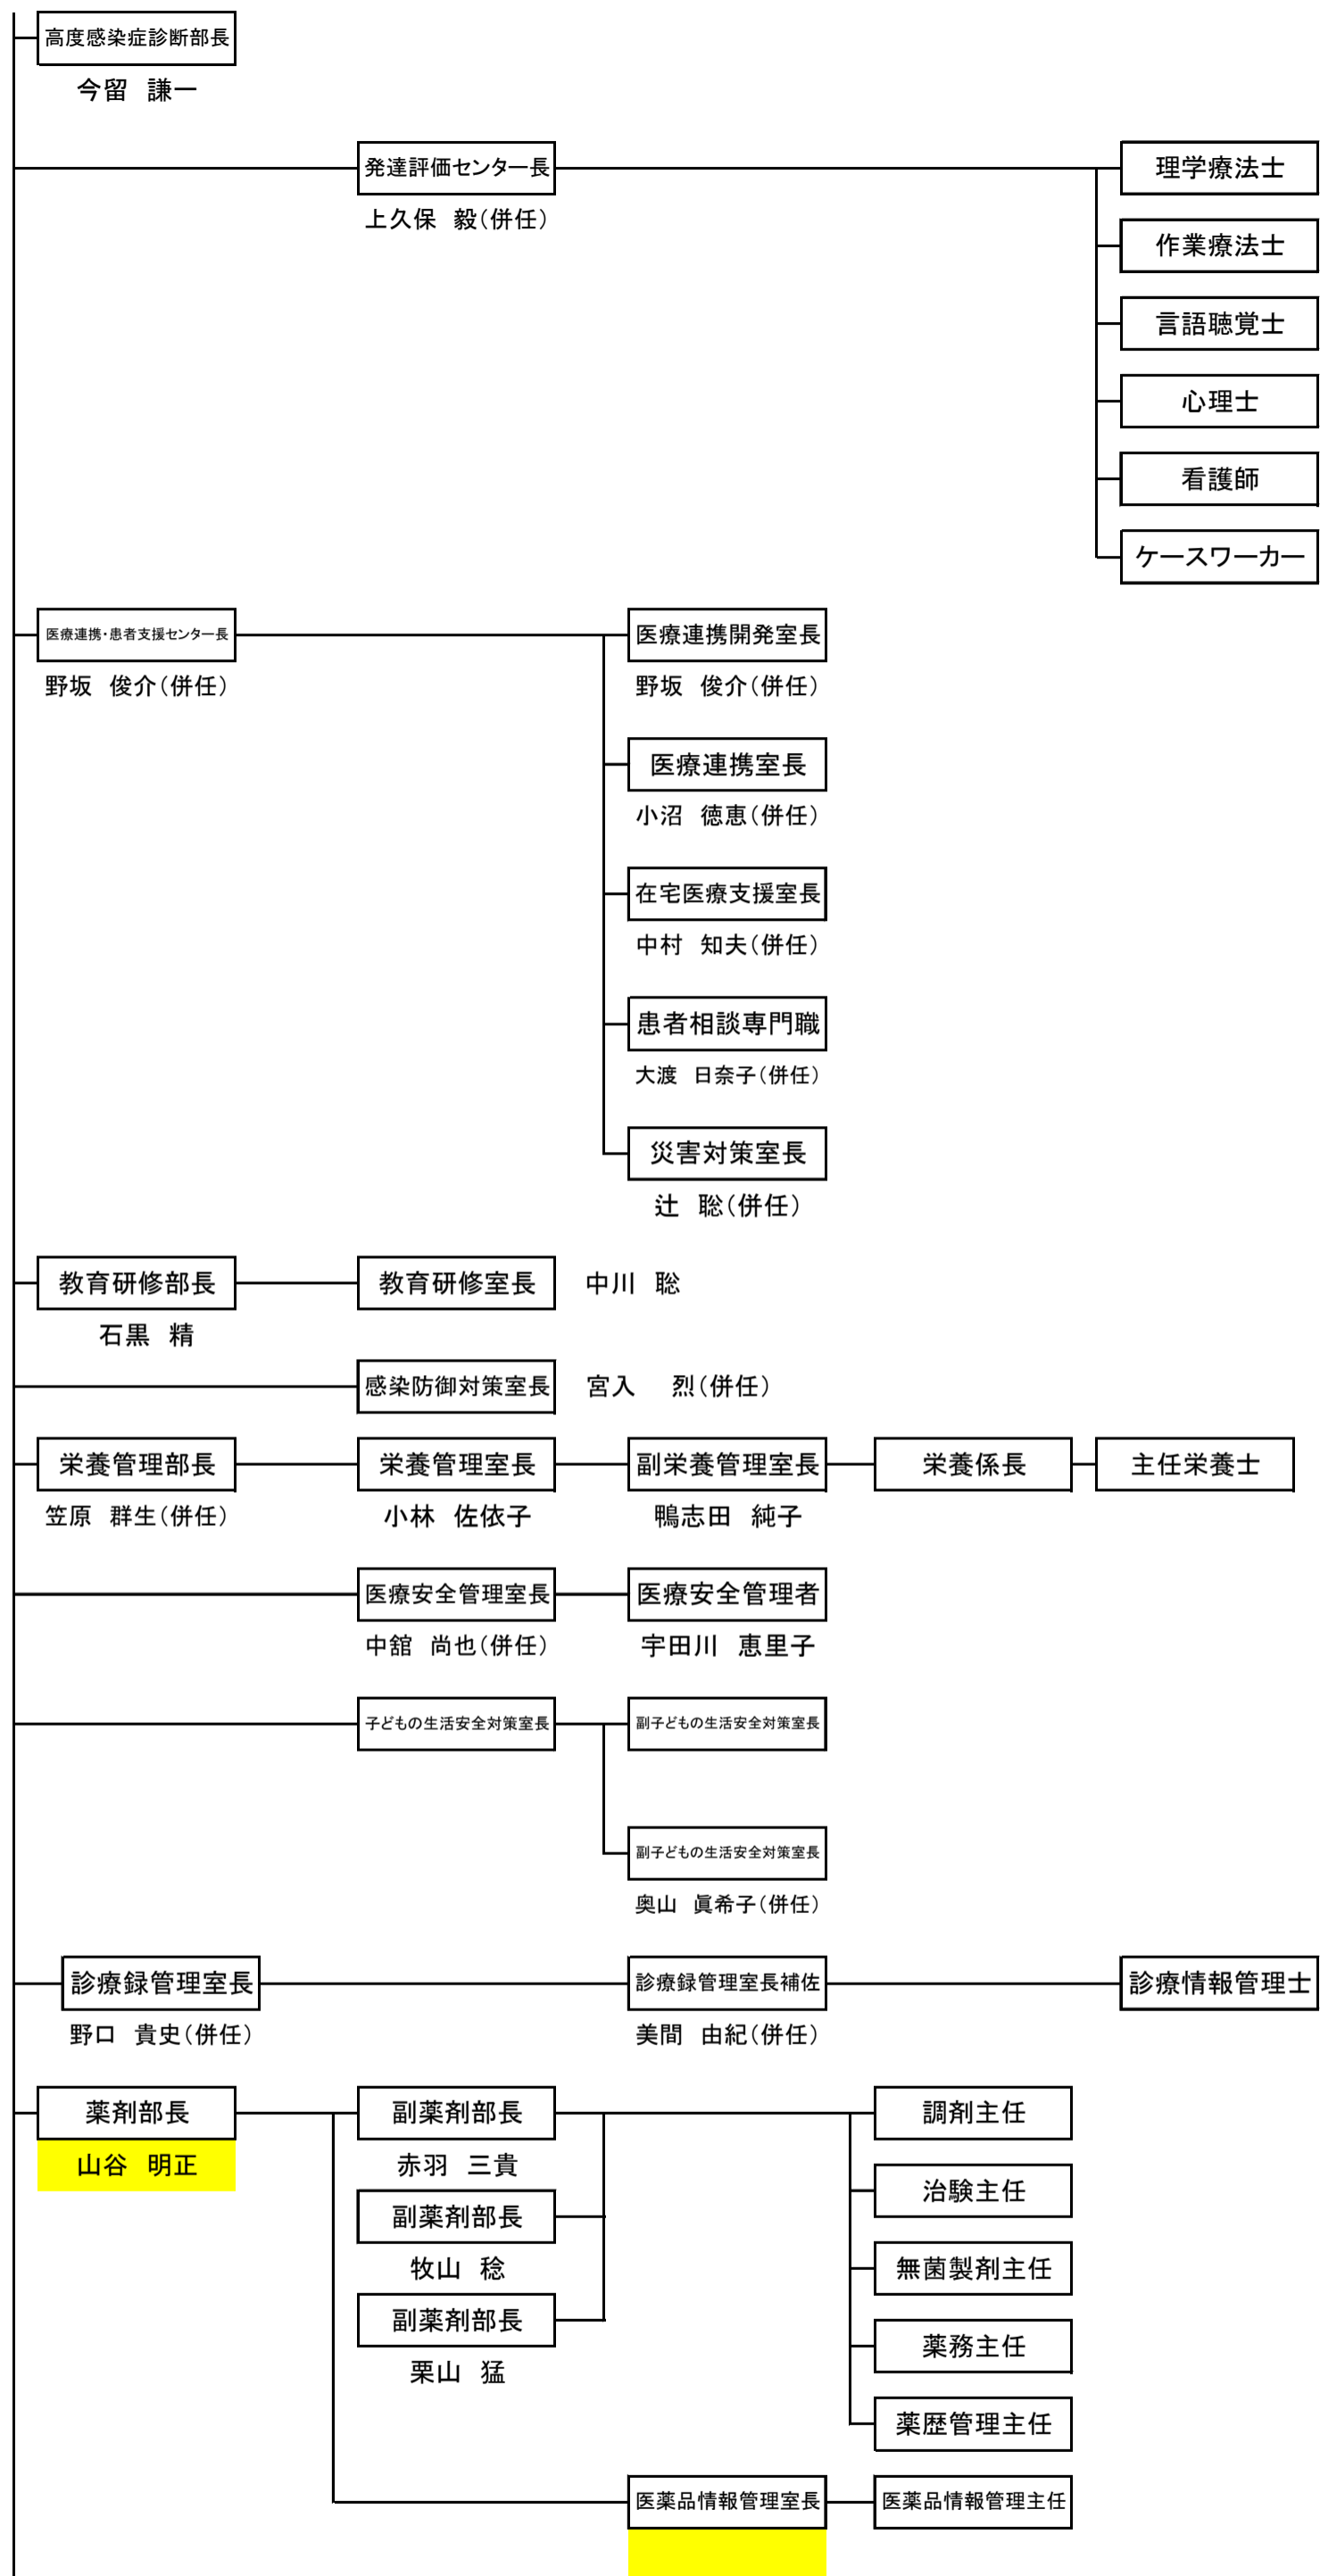 高度感染症診断部長
今留　謙一
発達評価センター長
上久保　毅（併任）
理学療法士
作業療法士
言語聴覚士
心理士
看護師
ケースワーカー
医療連携・患者支援センター長
野坂　俊介（併任）
医療連携開発室長
野坂　俊介（併任）
医療連携室長
小沼　徳恵（併任）
在宅医療支援室長
中村　知夫（併任）
患者相談専門職
大渡　日奈子（併任）
災害対策室長
辻　聡（併任）
教育研修部長
石黒　精
教育研修室長　中川　聡
感染防御対策室長　宮入　烈（併任）
栄養管理部長
笠原　群生（併任）
栄養管理室長
小林　佐依子
副栄養管理室長
鴨志田　純子
栄養係長
主任栄養士
医療安全管理室長
中舘　尚也（併任）
医療安全管理者
宇田川　恵里子
子どもの生活安全対策室長
副子どもの生活安全対策室長
副子どもの生活安全対策室長
奥山　眞希子（併任）
診療録管理室長
野口　貴史（併任）
診療録管理室長補佐
美間　由紀（併任）
診療情報管理士
薬剤部長
山谷　明正
副薬剤部長
赤羽　三貴
副薬剤部長
牧山　稔
副薬剤部長
栗山　猛
調剤主任
治験主任
無菌製剤主任
薬務主任
薬歴管理主任
医薬品情報管理室長
医薬品情報管理主任